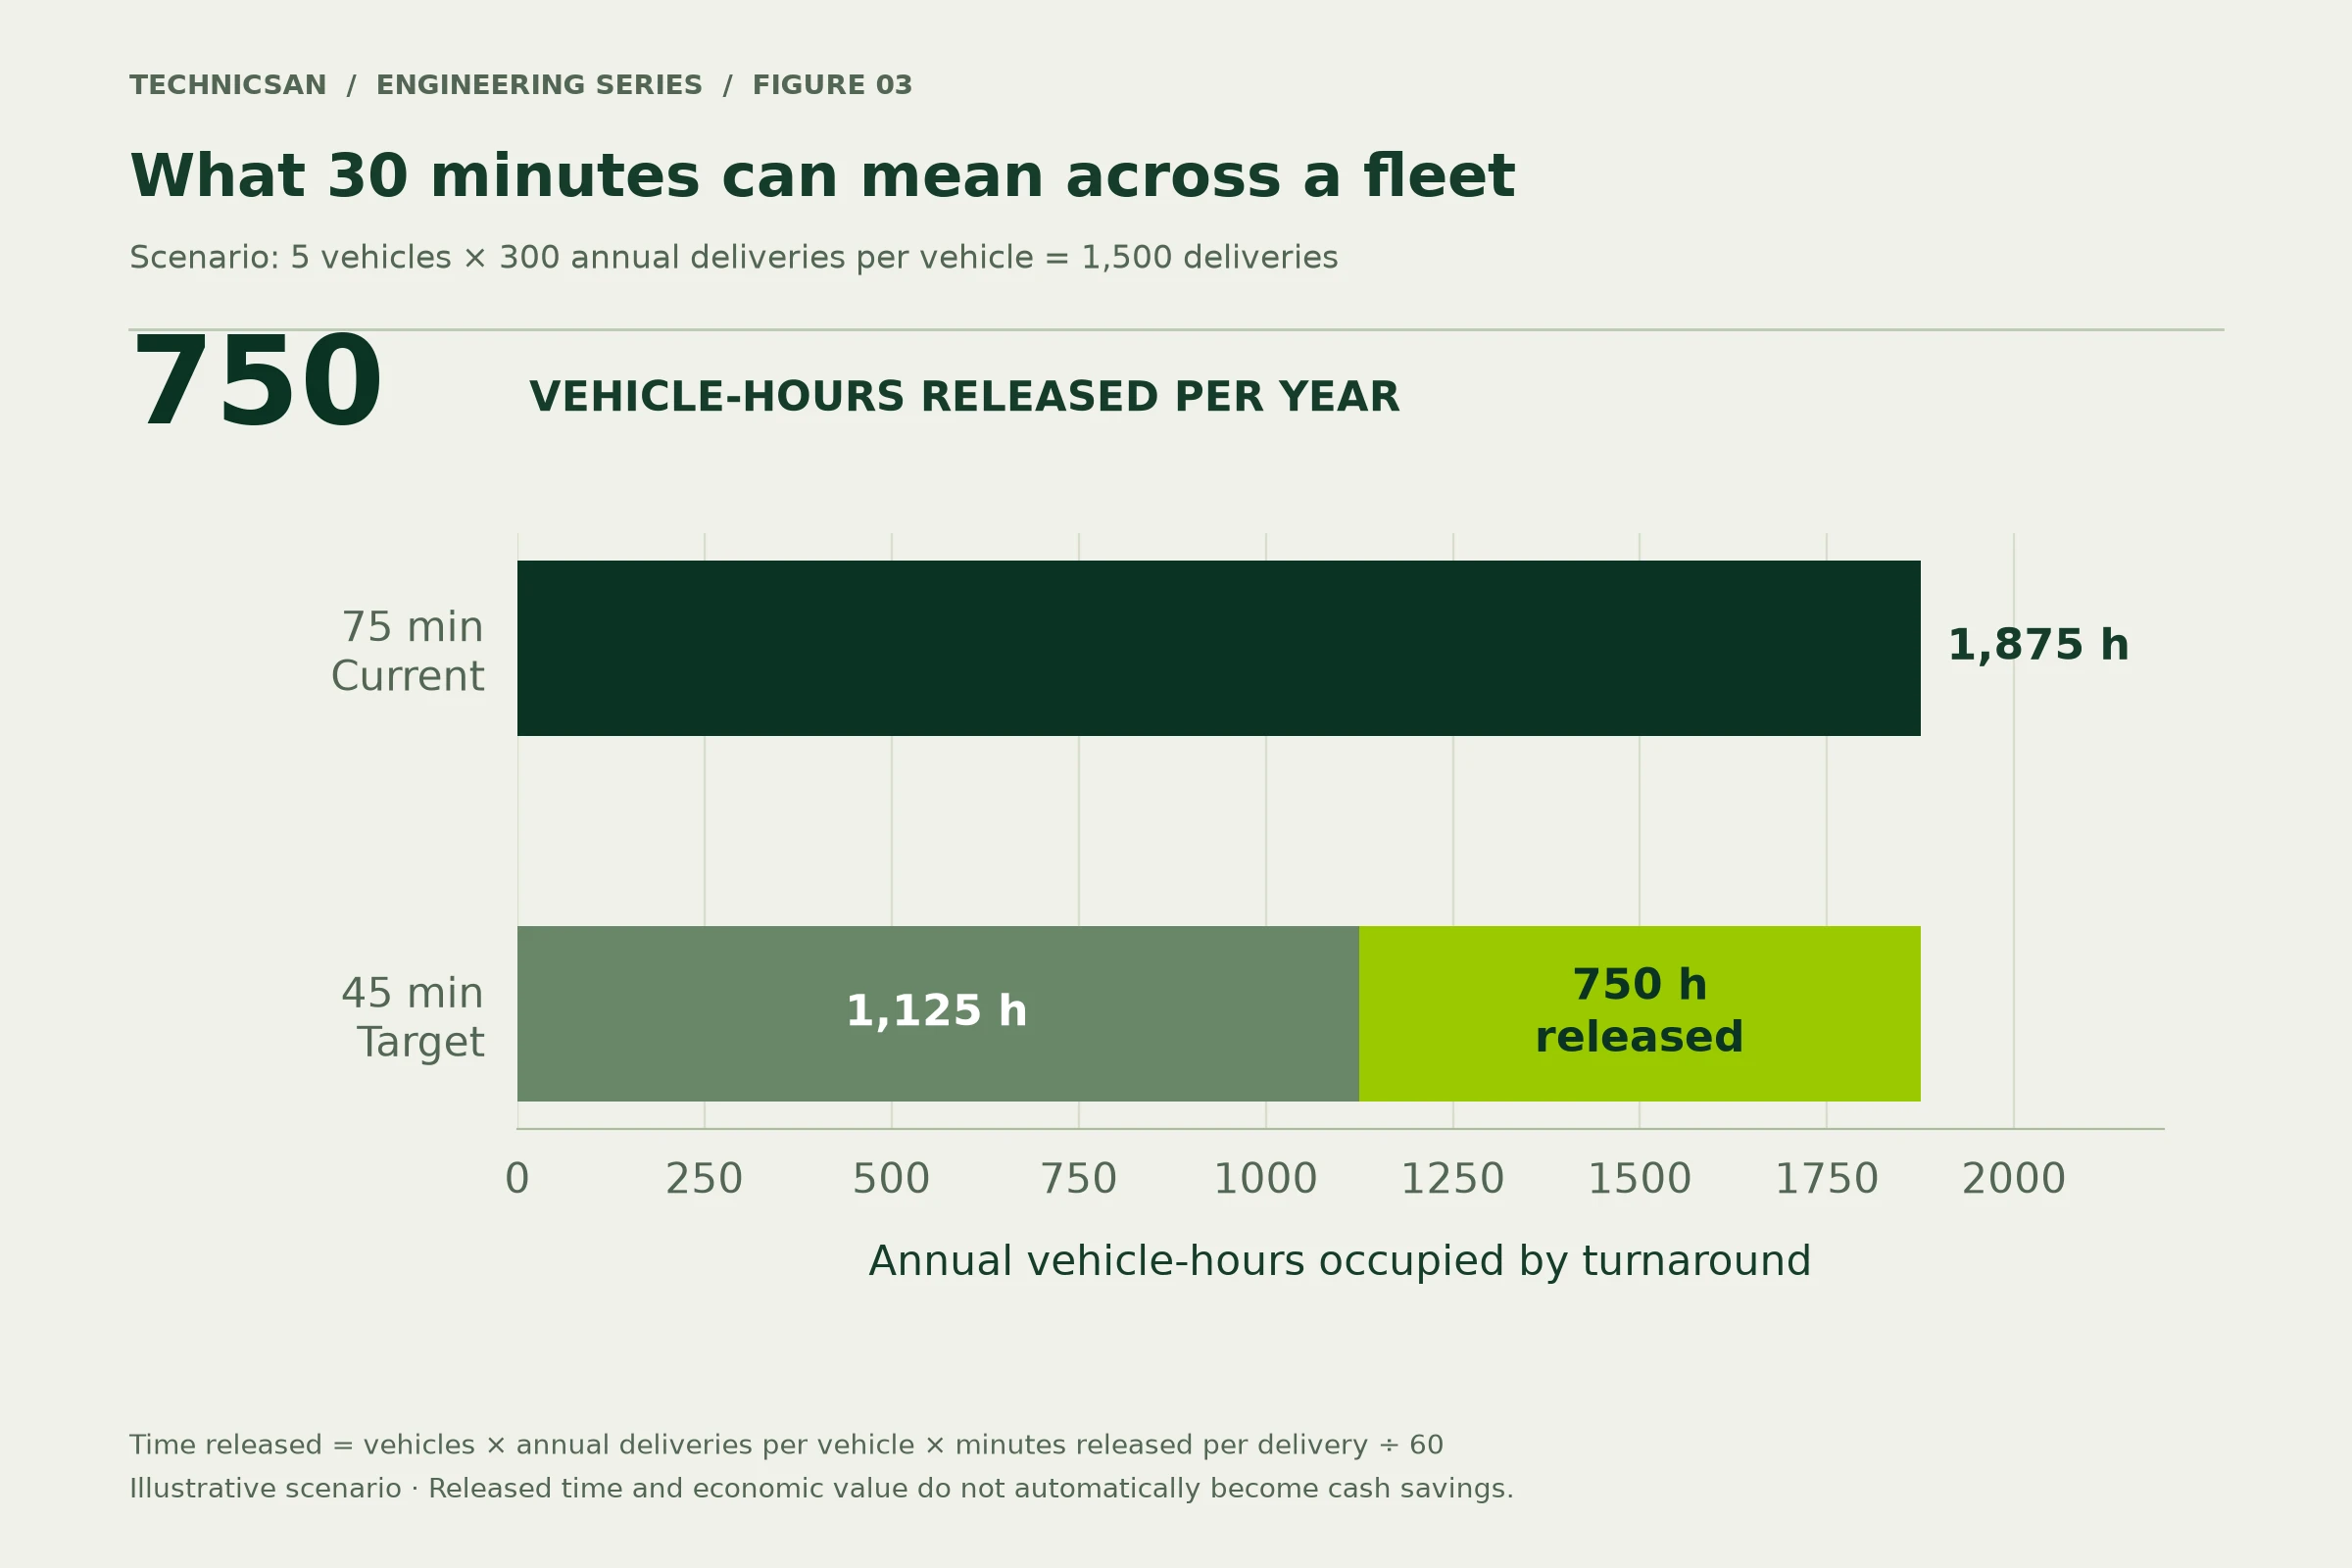 TECHNICSAN / ENGINEERING SERIES / FIGURE 03
What 30 minutes can mean across a fleet
Scenario: 5 vehicles × 300 annual deliveries per vehicle = 1,500 deliveries
750 VEHICLE-HOURS RELEASED PER YEAR
75 min
Current
1,875 h
45 min
Target
1,125 h
750 h
released
0 250 500 750 1000 1250 1500 1750 2000
Annual vehicle-hours occupied by turnaround
Time released = vehicles × annual deliveries per vehicle × minutes released per delivery ÷ 60
Illustrative scenario · Released time and economic value do not automatically become cash savings.